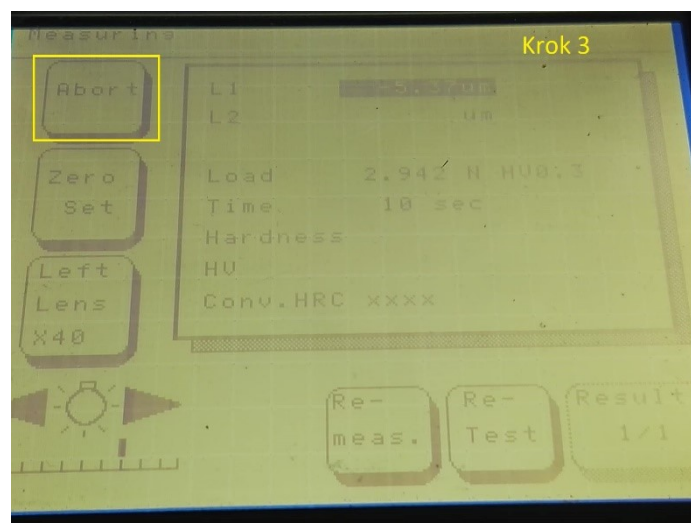 Measuring
Krok 3
Abort
L1
L2 um
Zero
Set
Load 2.942 N HV0.3
Time 10 sec
Hardness
HV
Conv.HRC xxxx
Left
Lens
X40
Re-
meas.
Re-
Test
Result
1/1